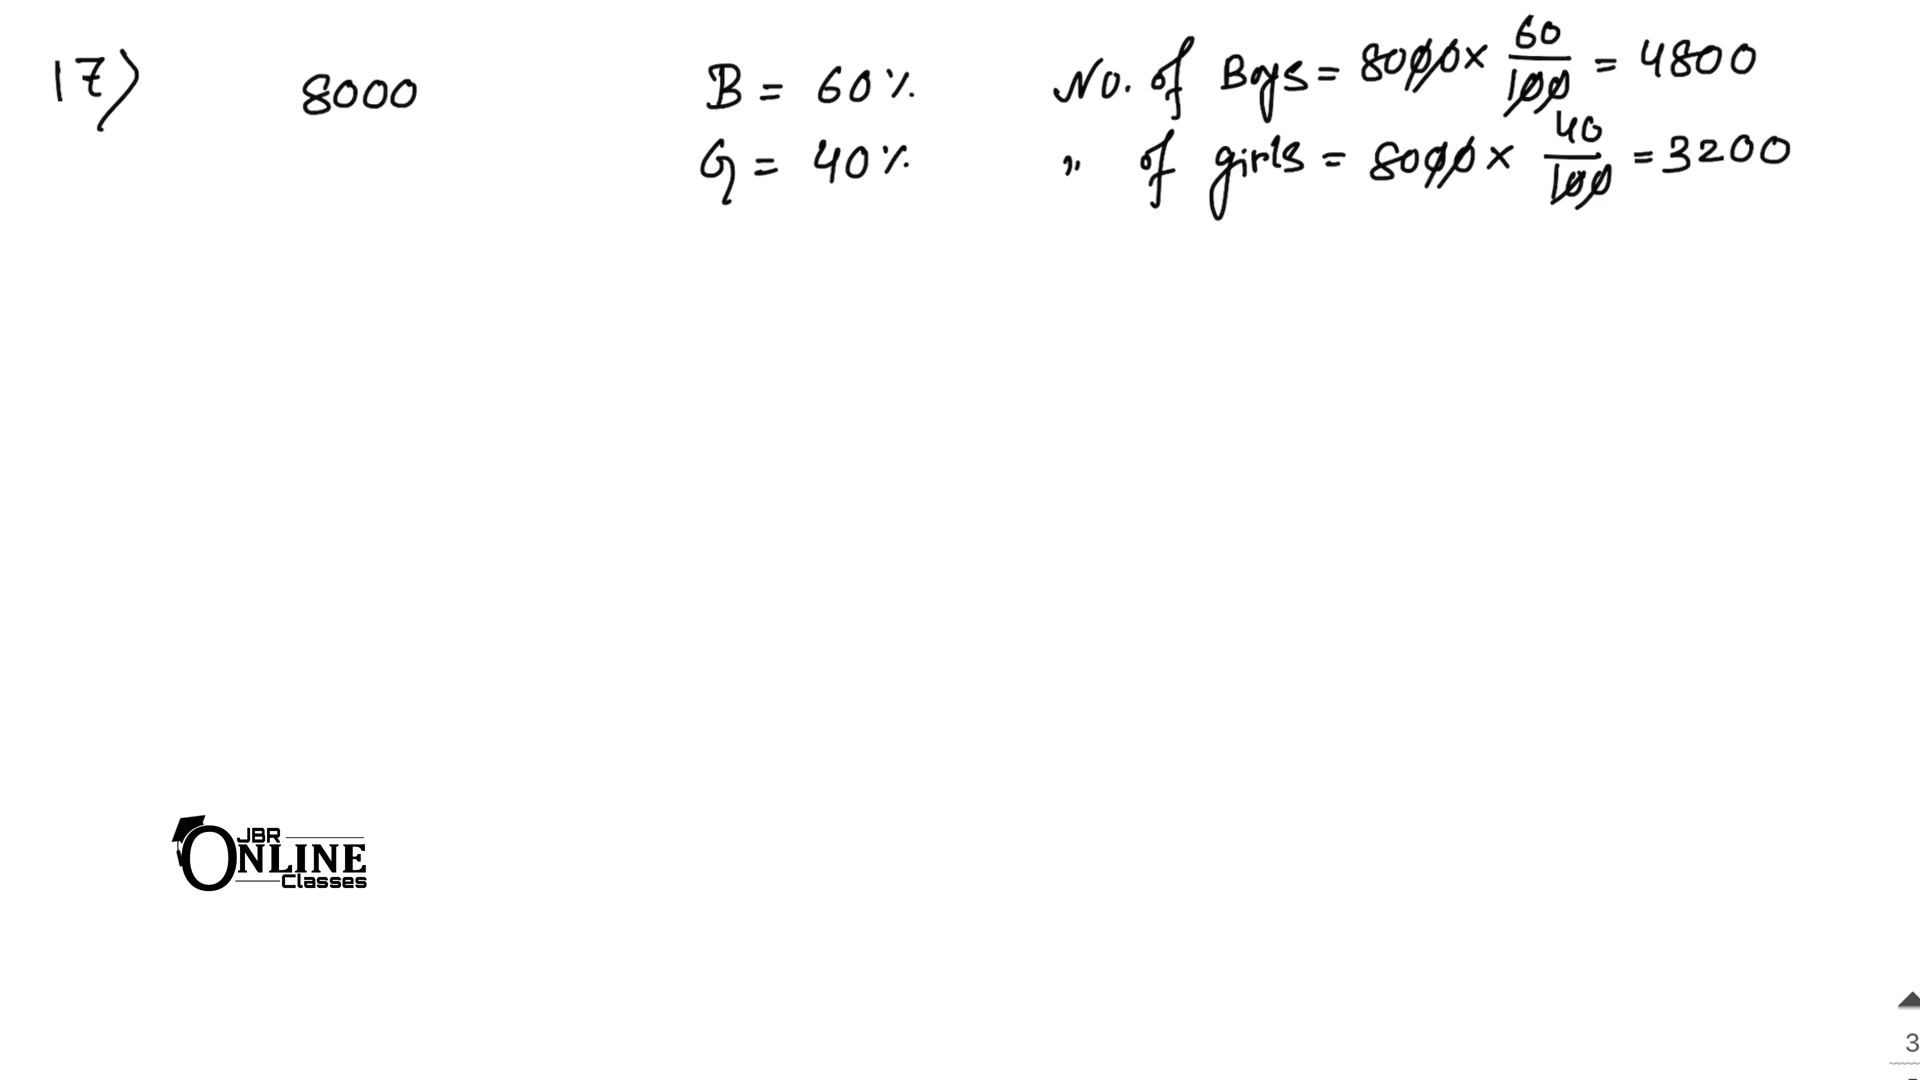 17) 8000 B = 60% No. of Boys = 8000 × 60/100 = 4800
G = 40% " of girls = 8000 × 40/100 = 3200
JBR
ONLINE
Classes
3